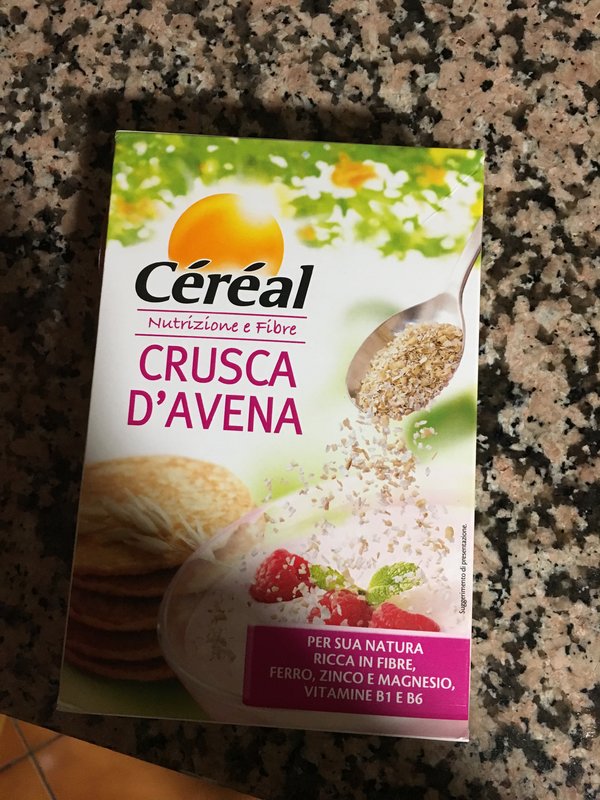 Céréal
Nutrizione e Fibre
CRUSCA
D'AVENA
Suggerimento di presentazione.
PER SUA NATURA
RICCA IN FIBRE,
FERRO, ZINCO E MAGNESIO,
VITAMINE B1 E B6